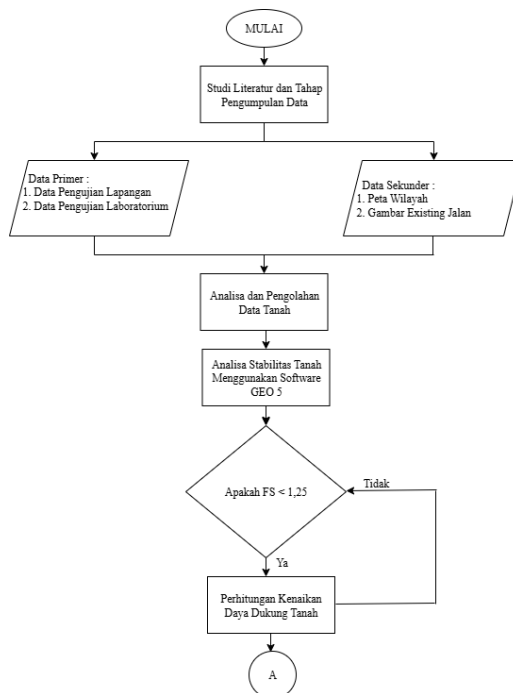 MULAI
Studi Literatur dan Tahap
Pengumpulan Data
Data Primer :
1. Data Pengujian Lapangan
2. Data Pengujian Laboratorium
Data Sekunder :
1. Peta Wilayah
2. Gambar Existing Jalan
Analisa dan Pengolahan
Data Tanah
Analisa Stabilitas Tanah
Menggunakan Software
GEO 5
Apakah FS < 1,25
Tidak
Ya
Perhitungan Kenaikan
Daya Dukung Tanah
A